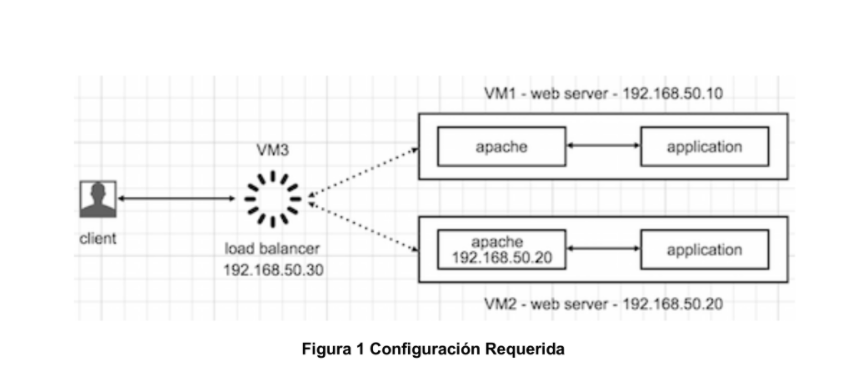 VM1 - web server - 192.168.50.10
apache
application
VM3
client
load balancer
192.168.50.30
apache
192.168.50.20
application
VM2 - web server - 192.168.50.20
Figura 1 Configuración Requerida